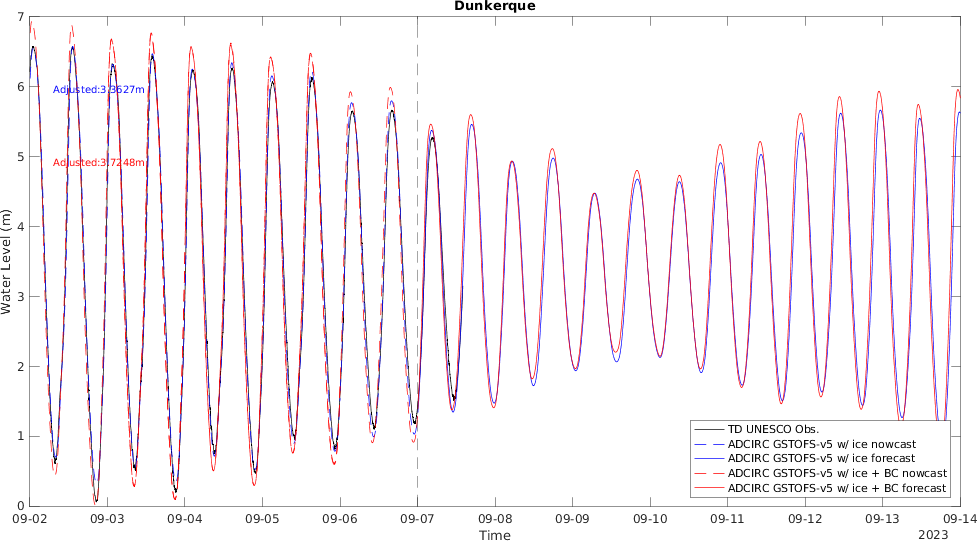 Dunkerque
7
6
5
4
3
2
1
0
Water Level (m)
Adjusted:3.3627m
Adjusted:3.7248m
TD UNESCO Obs.
ADCIRC GSTOFS-v5 w/ ice nowcast
ADCIRC GSTOFS-v5 w/ ice forecast
ADCIRC GSTOFS-v5 w/ ice + BC nowcast
ADCIRC GSTOFS-v5 w/ ice + BC forecast
09-02 09-03 09-04 09-05 09-06 09-07 09-08 09-09 09-10 09-11 09-12 09-13 09-14
Time
2023